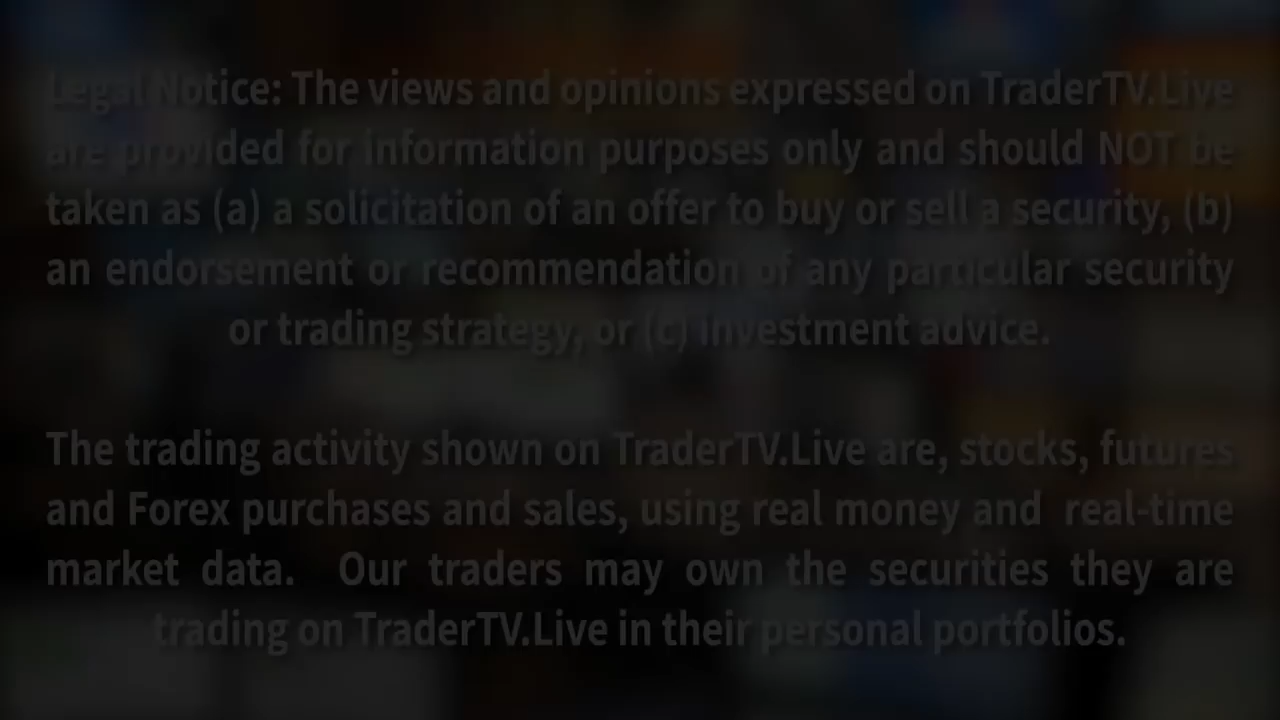 Legal Notice: The views and opinions expressed on TraderTV.Live
are provided for information purposes only and should NOT be
taken as (a) a solicitation of an offer to buy or sell a security, (b)
an endorsement or recommendation of any particular security
or trading strategy, or (c) investment advice.
The trading activity shown on TraderTV.Live are, stocks, futures
and Forex purchases and sales, using real money and real-time
market data. Our traders may own the securities they are
trading on TraderTV.Live in their personal portfolios.